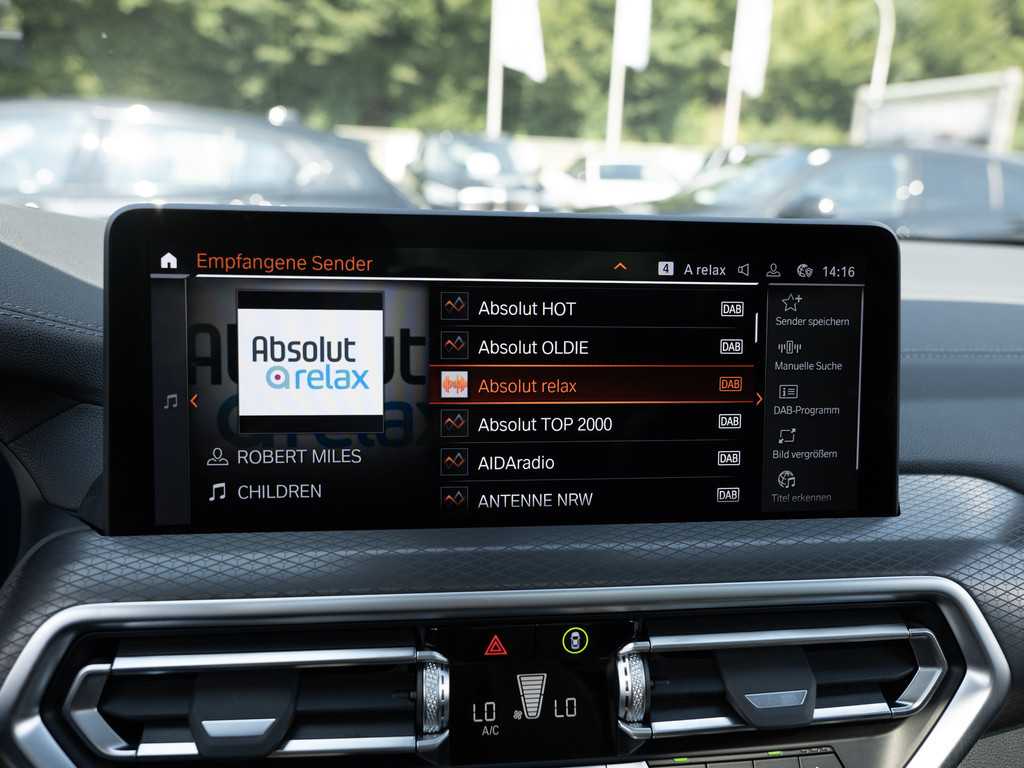 Empfangene Sender
4 A relax 14:16
Absolut
relax
ROBERT MILES
CHILDREN
Absolut HOT DAB
Absolut OLDIE DAB
Absolut relax DAB
Absolut TOP 2000 DAB
AIDAradio DAB
ANTENNE NRW DAB
Sender speichern
Manuelle Suche
DAB-Programm
Bild vergrößern
Titel erkennen
LO LO
A/C